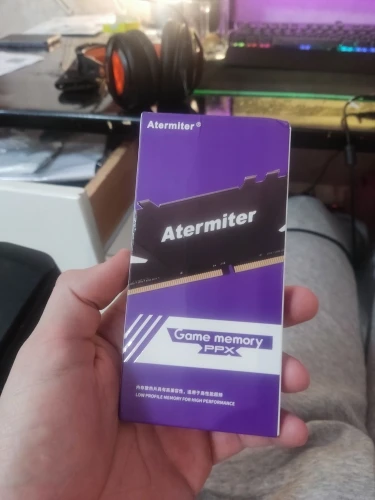 Atermiter®
Atermiter
Game memory
PPX
LOW PROFILE MEMORY FOR HIGH PERFORMANCE